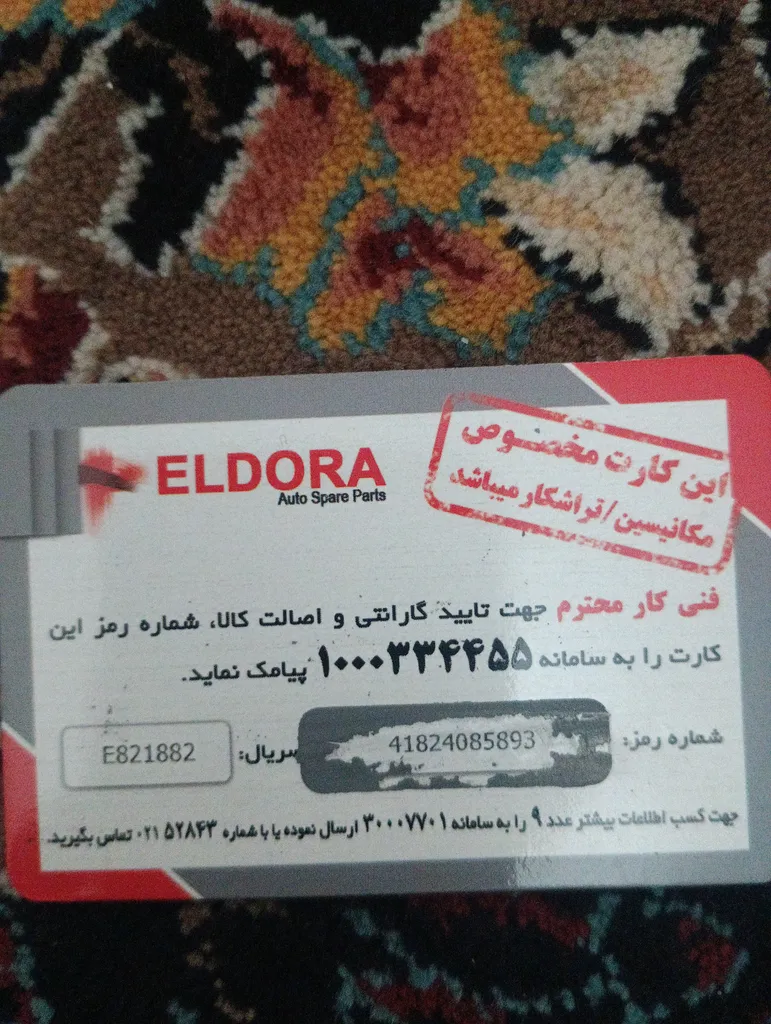 ELDORA
Auto Spare Parts
این کارت مخصوص
مکانیسین/تراشکار میباشد
فنی کار محترم جهت تایید گارانتی و اصالت کالا، شماره رمز این
کارت را به سامانه ۱۰۰۰۳۳۴۴۵۵ پیامک نماید.
شماره رمز: 41824085893 سریال: E821882
جهت کسب اطلاعات بیشتر عدد ۹ را به سامانه ۳۰۰۰۷۷۰۱ ارسال نموده یا با شماره ۵۲۸۴۳ ۰۲۱ تماس بگیرید.